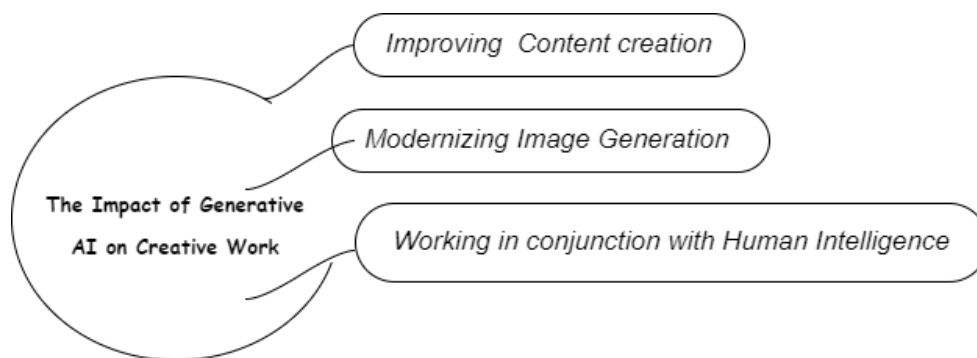 Improving Content creation
Modernizing Image Generation
The Impact of Generative
AI on Creative Work
Working in conjunction with Human Intelligence